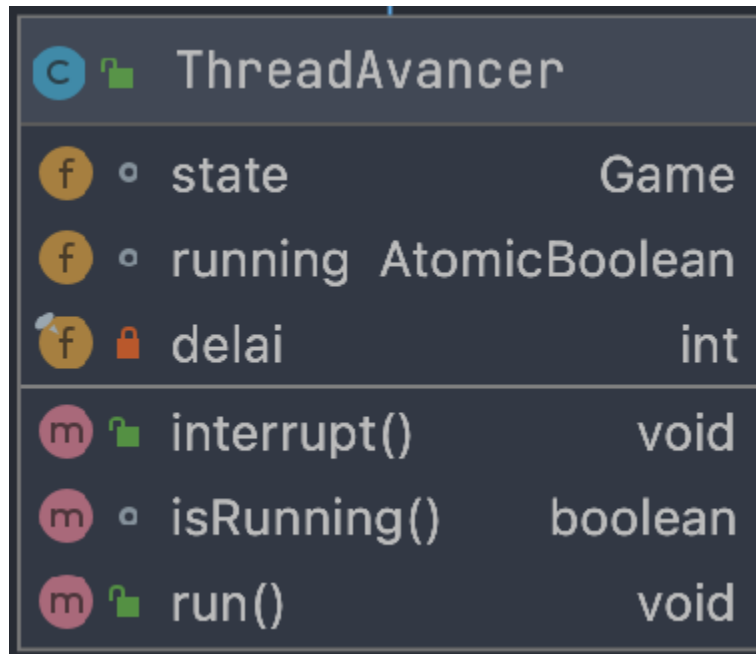 C ThreadAvancer
f state Game
f running AtomicBoolean
f delai int
m interrupt() void
m isRunning() boolean
m run() void